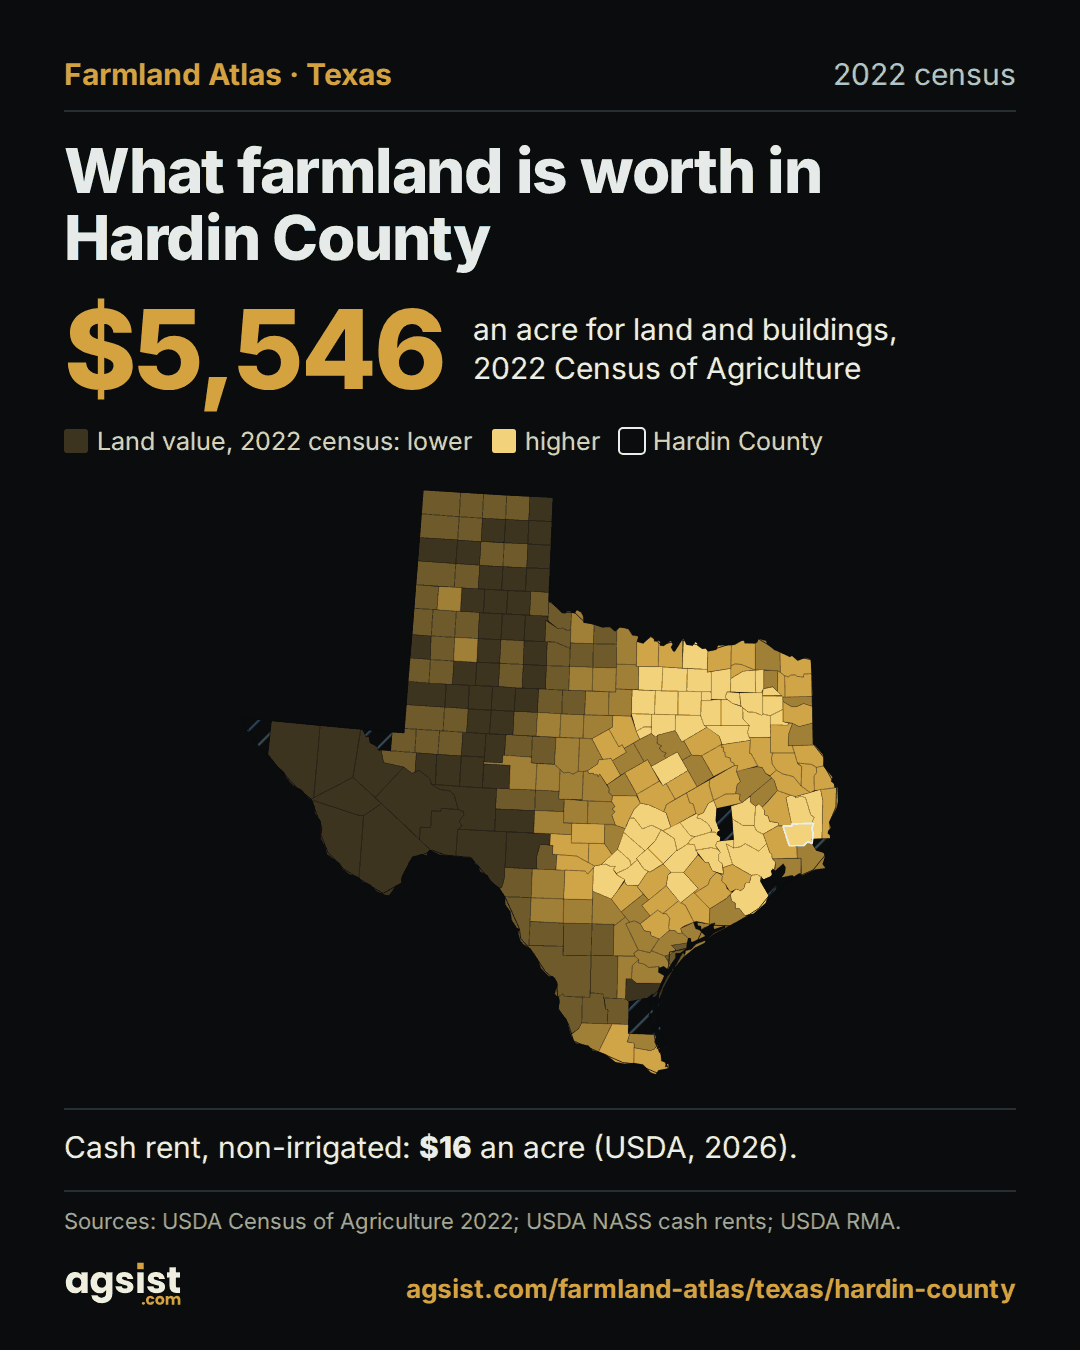 Farmland Atlas · Texas
2022 census
What farmland is worth in
Hardin County
$5,546
an acre for land and buildings,
2022 Census of Agriculture
Land value, 2022 census: lower
higher
Hardin County
Cash rent, non-irrigated: $16 an acre (USDA, 2026).
Sources: USDA Census of Agriculture 2022; USDA NASS cash rents; USDA RMA.
agsist
.com
agsist.com/farmland-atlas/texas/hardin-county